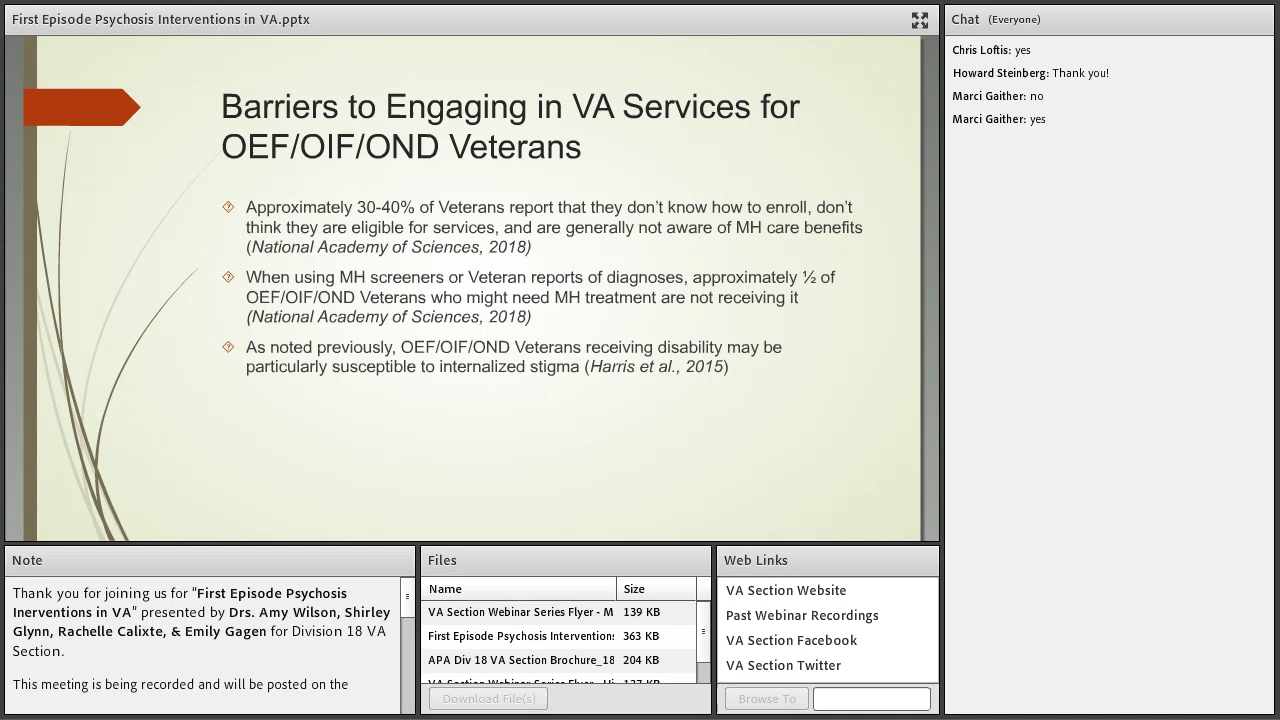 First Episode Psychosis Interventions in VA.pptx
Barriers to Engaging in VA Services for
OEF/OIF/OND Veterans
Approximately 30-40% of Veterans report that they don’t know how to enroll, don’t
think they are eligible for services, and are generally not aware of MH care benefits
(National Academy of Sciences, 2018)
When using MH screeners or Veteran reports of diagnoses, approximately ½ of
OEF/OIF/OND Veterans who might need MH treatment are not receiving it
(National Academy of Sciences, 2018)
As noted previously, OEF/OIF/OND Veterans receiving disability may be
particularly susceptible to internalized stigma (Harris et al., 2015)
Chat (Everyone)
Chris Loftis: yes
Howard Steinberg: Thank you!
Marci Gaither: no
Marci Gaither: yes
Note
Thank you for joining us for "First Episode Psychosis
Inerventions in VA" presented by Drs. Amy Wilson, Shirley
Glynn, Rachelle Calixte, & Emily Gagen for Division 18 VA
Section.
This meeting is being recorded and will be posted on the
Files
Name Size
VA Section Webinar Series Flyer - M 139 KB
First Episode Psychosis Interventions 363 KB
APA Div 18 VA Section Brochure_18 204 KB
VA Section Webinar Series Flyer - Hi 137 KB
Download File(s)
Web Links
VA Section Website
Past Webinar Recordings
VA Section Facebook
VA Section Twitter
Browse To